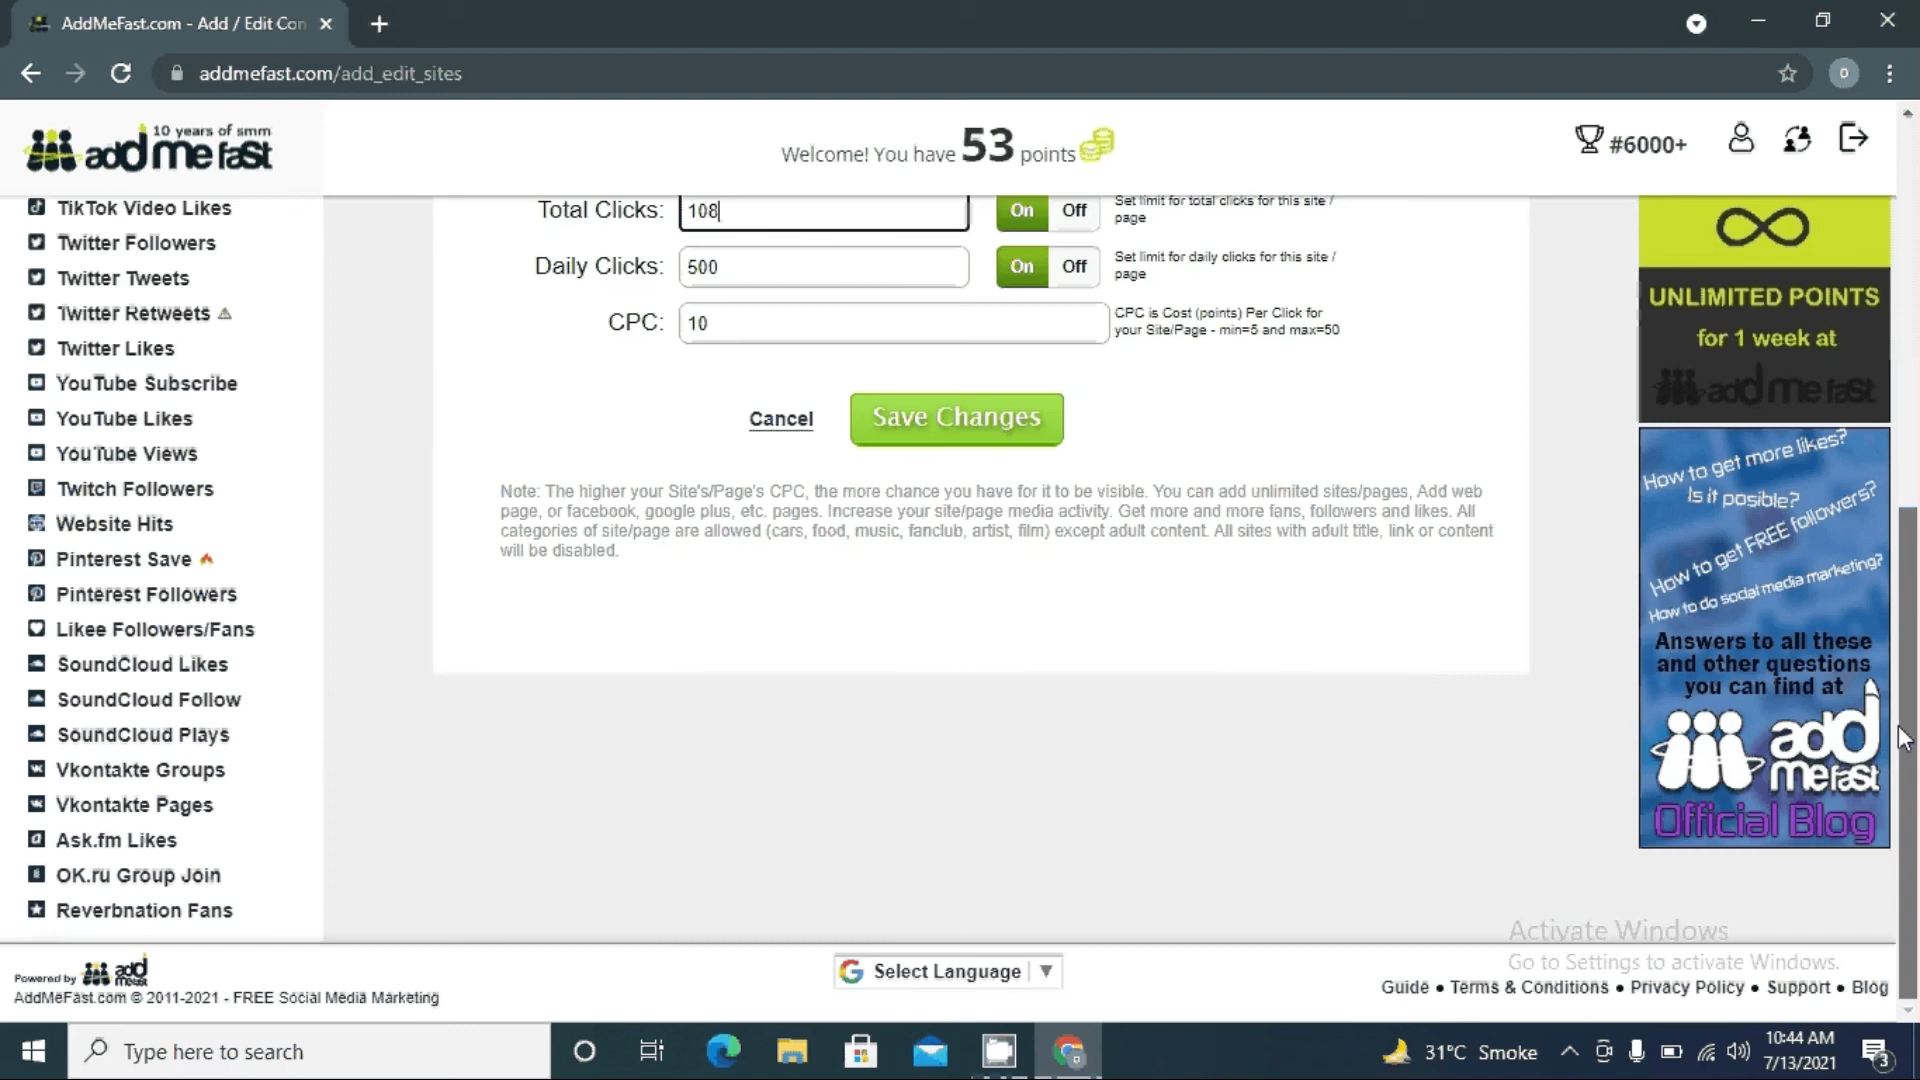 AddMeFast.com - Add / Edit Con
addmefast.com/add_edit_sites
10 years of smm
add me fast
Welcome! You have 53 points
#6000+
TikTok Video Likes
Twitter Followers
Twitter Tweets
Twitter Retweets
Twitter Likes
YouTube Subscribe
YouTube Likes
YouTube Views
Twitch Followers
Website Hits
Pinterest Save
Pinterest Followers
Likee Followers/Fans
SoundCloud Likes
SoundCloud Follow
SoundCloud Plays
Vkontakte Groups
Vkontakte Pages
Ask.fm Likes
OK.ru Group Join
Reverbnation Fans
Total Clicks: 108 On Off Set limit for total clicks for this site /
page
Daily Clicks: 500 On Off Set limit for daily clicks for this site /
page
CPC: 10 CPC is Cost (points) Per Click for
your Site/Page - min=5 and max=50
Cancel Save Changes
Note: The higher your Site's/Page's CPC, the more chance you have for it to be visible. You can add unlimited sites/pages, Add web
page, or facebook, google plus, etc. pages. Increase your site/page media activity. Get more and more fans, followers and likes. All
categories of site/page are allowed (cars, food, music, fanclub, artist, film) except adult content. All sites with adult title, link or content
will be disabled.
UNLIMITED POINTS
for 1 week at
add me fast
How to get more likes?
Is it posible?
How to get FREE followers?
How to do social media marketing?
Answers to all these
and other questions
you can find at
add
me fast
Official Blog
Activate Windows
Go to Settings to activate Windows.
Powered by add
me fast
AddMeFast.com © 2011-2021 - FREE Social Media Marketing
Select Language
Guide • Terms & Conditions • Privacy Policy • Support • Blog
Type here to search
31°C Smoke
10:44 AM
7/13/2021
3